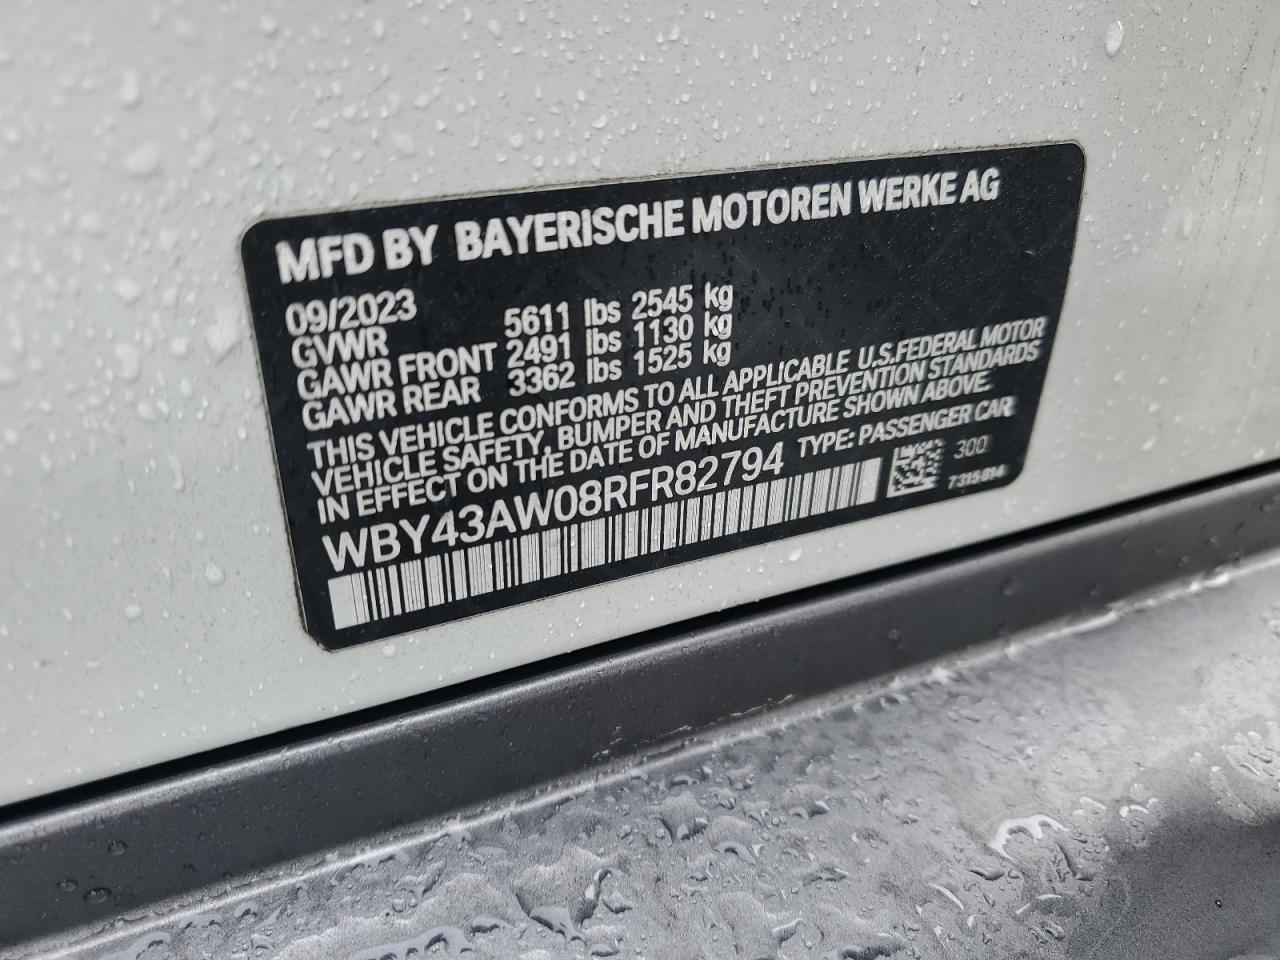 MFD BY BAYERISCHE MOTOREN WERKE AG
09/2023
GVWR 5611 lbs 2545 kg
GAWR FRONT 2491 lbs 1130 kg
GAWR REAR 3362 lbs 1525 kg
THIS VEHICLE CONFORMS TO ALL APPLICABLE U.S.FEDERAL MOTOR
VEHICLE SAFETY, BUMPER AND THEFT PREVENTION STANDARDS
IN EFFECT ON THE DATE OF MANUFACTURE SHOWN ABOVE.
WBY43AW08RFR82794 TYPE: PASSENGER CAR
300
7315814